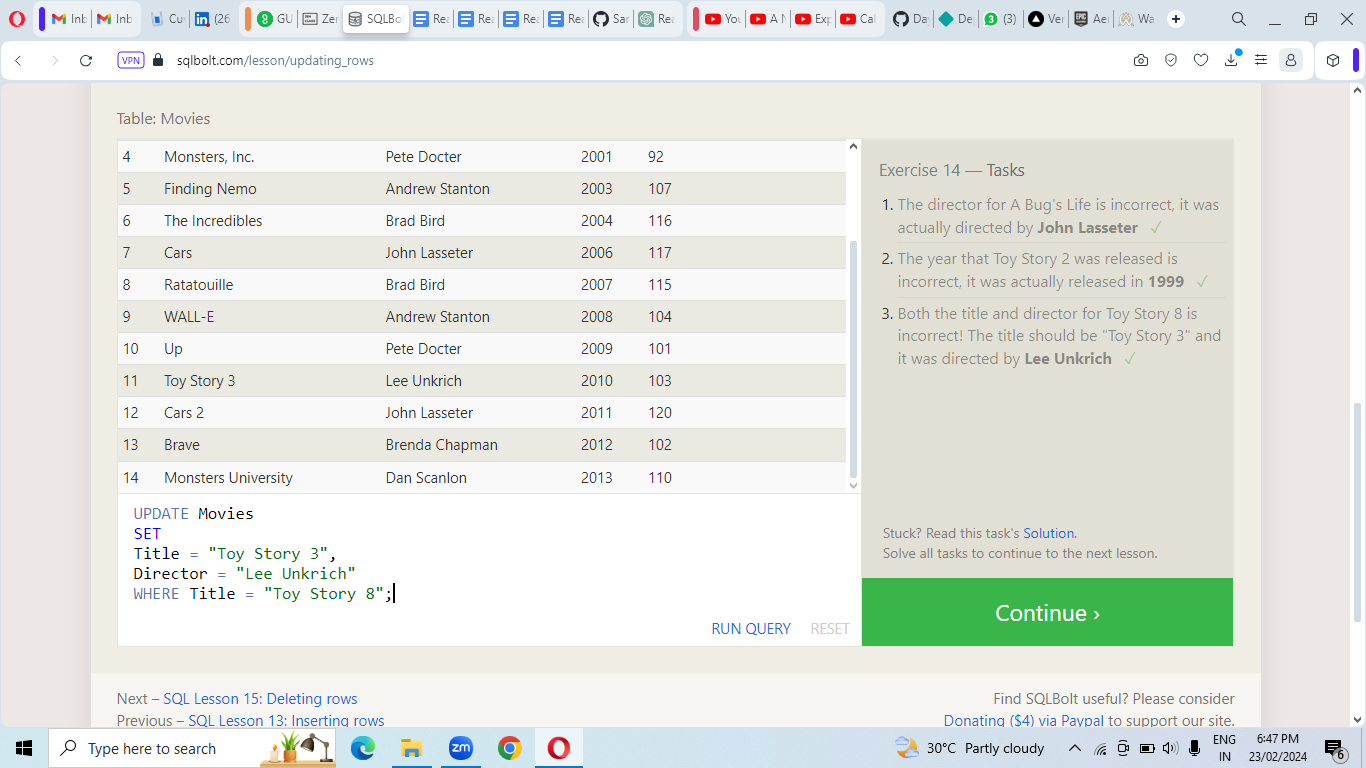 Inb
Inb
Cu
(26
GU
Zer
SQLBo
Rea
Rea
Rea
Rea
Sar
Rea
You
A N
Exp
Cal
Da
De
(3)
Ver
Aer
Wa
VPN
sqlbolt.com/lesson/updating_rows
Table: Movies
4 Monsters, Inc. Pete Docter 2001 92
5 Finding Nemo Andrew Stanton 2003 107
6 The Incredibles Brad Bird 2004 116
7 Cars John Lasseter 2006 117
8 Ratatouille Brad Bird 2007 115
9 WALL-E Andrew Stanton 2008 104
10 Up Pete Docter 2009 101
11 Toy Story 3 Lee Unkrich 2010 103
12 Cars 2 John Lasseter 2011 120
13 Brave Brenda Chapman 2012 102
14 Monsters University Dan Scanlon 2013 110
UPDATE Movies
SET
Title = "Toy Story 3",
Director = "Lee Unkrich"
WHERE Title = "Toy Story 8";
RUN QUERY RESET
Exercise 14 — Tasks
1. The director for A Bug's Life is incorrect, it was
actually directed by John Lasseter ✓
2. The year that Toy Story 2 was released is
incorrect, it was actually released in 1999 ✓
3. Both the title and director for Toy Story 8 is
incorrect! The title should be "Toy Story 3" and
it was directed by Lee Unkrich ✓
Stuck? Read this task's Solution.
Solve all tasks to continue to the next lesson.
Continue ›
Next – SQL Lesson 15: Deleting rows
Previous – SQL Lesson 13: Inserting rows
Find SQLBolt useful? Please consider
Donating ($4) via Paypal to support our site.
Type here to search
zm
30°C Partly cloudy
ENG
IN
6:47 PM
23/02/2024
6